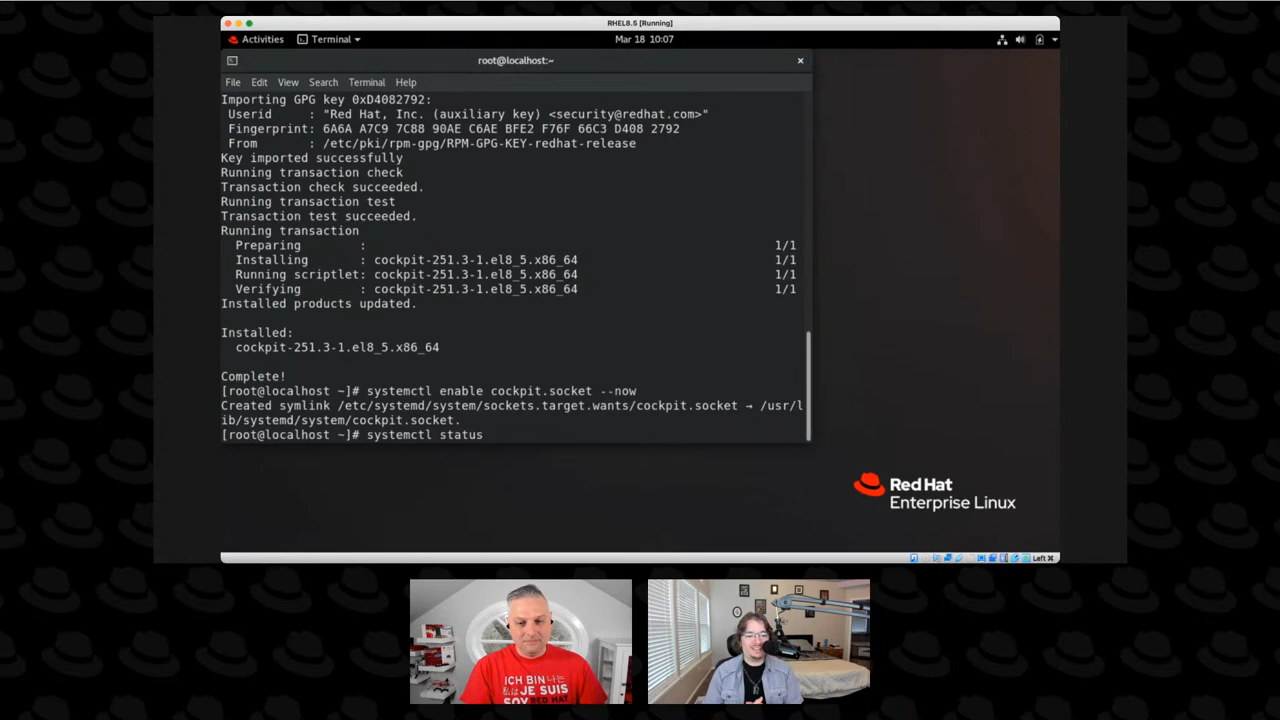 RHEL8.5 [Running]
Activities Terminal Mar 18 10:07
root@localhost:~
File Edit View Search Terminal Help
Importing GPG key 0xD4082792:
Userid : "Red Hat, Inc. (auxiliary key) <security@redhat.com>"
Fingerprint: 6A6A A7C9 7C88 90AE C6AE BFE2 F76F 66C3 D408 2792
From : /etc/pki/rpm-gpg/RPM-GPG-KEY-redhat-release
Key imported successfully
Running transaction check
Transaction check succeeded.
Running transaction test
Transaction test succeeded.
Running transaction
Preparing : 1/1
Installing : cockpit-251.3-1.el8_5.x86_64 1/1
Running scriptlet: cockpit-251.3-1.el8_5.x86_64 1/1
Verifying : cockpit-251.3-1.el8_5.x86_64 1/1
Installed products updated.
Installed:
cockpit-251.3-1.el8_5.x86_64
Complete!
[root@localhost ~]# systemctl enable cockpit.socket --now
Created symlink /etc/systemd/system/sockets.target.wants/cockpit.socket → /usr/l
ib/systemd/system/cockpit.socket.
[root@localhost ~]# systemctl status
Red Hat
Enterprise Linux
Left ⌘
ICH BIN 나는
私は JE SUIS
SOY RED HAT